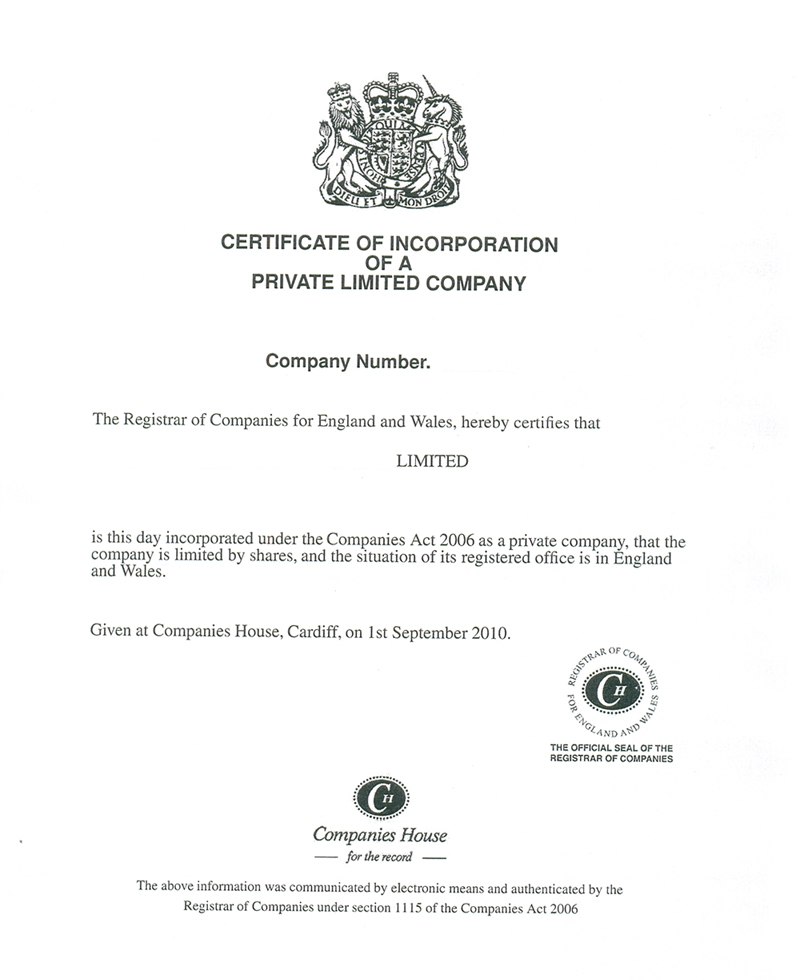 QUI M
HONI
PENSE
DIEU ET MON DROIT
CERTIFICATE OF INCORPORATION
OF A
PRIVATE LIMITED COMPANY
Company Number.
The Registrar of Companies for England and Wales, hereby certifies that
LIMITED
is this day incorporated under the Companies Act 2006 as a private company, that the
company is limited by shares, and the situation of its registered office is in England
and Wales.
Given at Companies House, Cardiff, on 1st September 2010.
REGISTRAR OF COMPANIES
FOR ENGLAND AND WALES
CH
THE OFFICIAL SEAL OF THE
REGISTRAR OF COMPANIES
CH
Companies House
for the record
The above information was communicated by electronic means and authenticated by the
Registrar of Companies under section 1115 of the Companies Act 2006